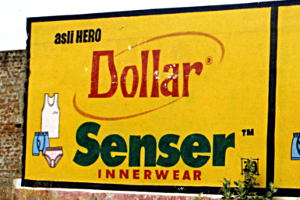 asli HERO
Dollar®
Senser™
INNERWEAR